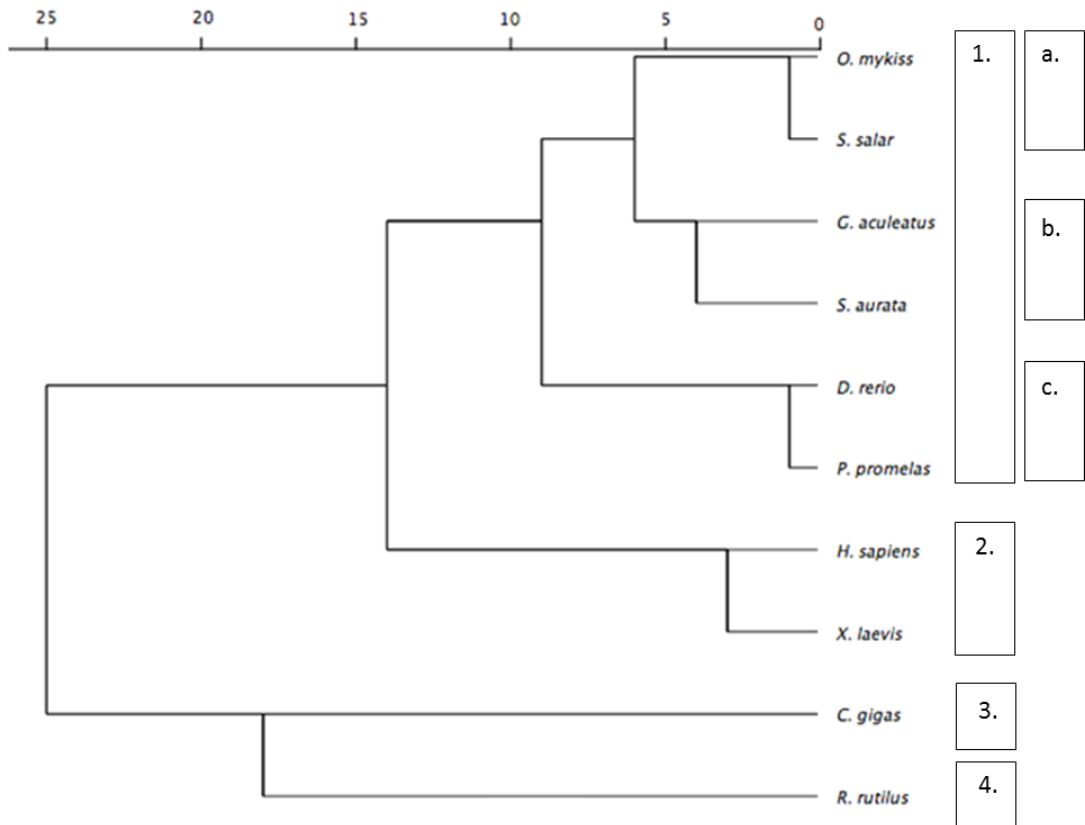 25 20 15 10 5 0
O. mykiss 1. a.
S. salar
G. aculeatus b.
S. aurata
D. rerio c.
P. promelas
H. sapiens 2.
X. laevis
C. gigas 3.
R. rutilus 4.